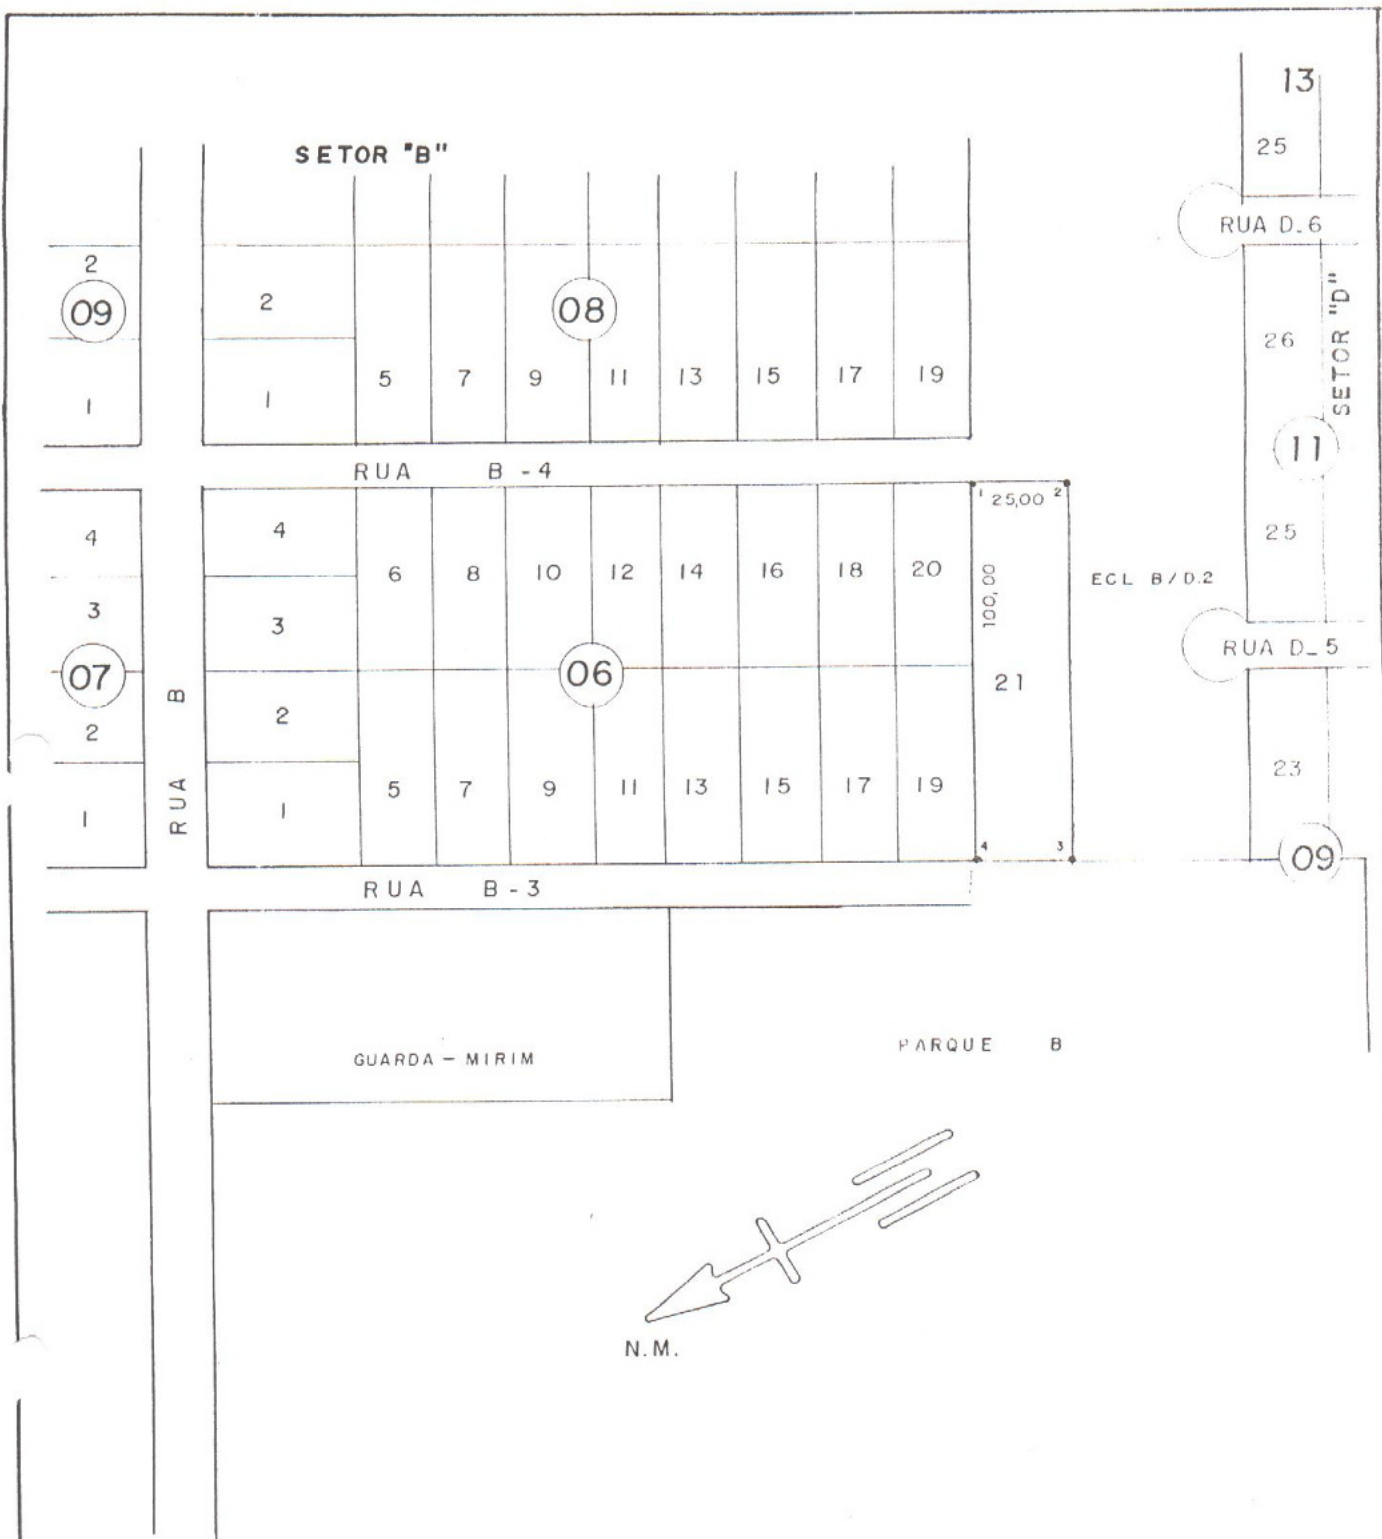 13
25
SETOR "B"
RUA D-6
2
09
2
08
26
SETOR "D"
1
1
5 7 9 11 13 15 17 19
11
RUA B-4
1 25,00 2
4
4
6 8 10 12 14 16 18 20
100,00
ECL B/D.2
25
3
3
RUA D-5
07
06
21
RUA B
2
2
23
1
1
5 7 9 11 13 15 17 19
4 3
09
RUA B-3
GUARDA - MIRIM
PARQUE B
N.M.